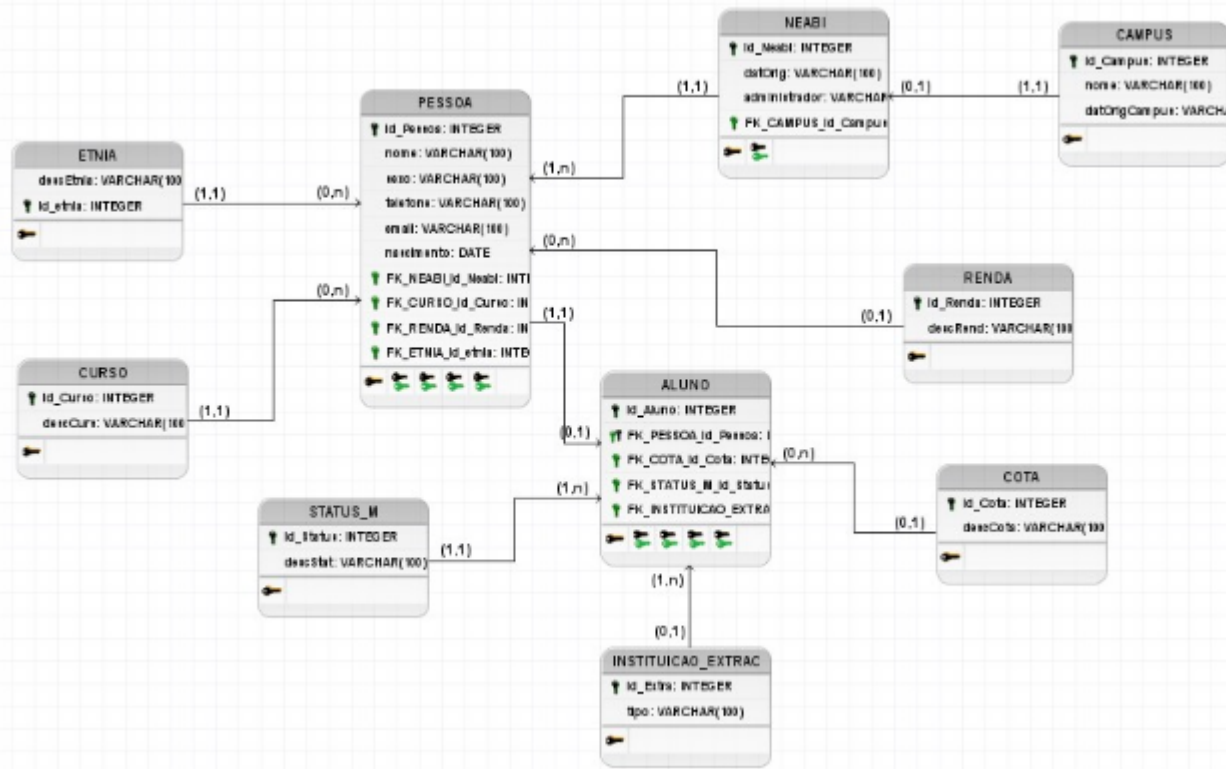 NEABI
Id_Neabi: INTEGER
datOrig: VARCHAR(100)
administrador: VARCHAR
FK_CAMPUS_Id_Campus
CAMPUS
Id_Campus: INTEGER
nome: VARCHAR(100)
datOrigCampus: VARCHA
(1,1)
(0,1)
(1,1)
PESSOA
Id_Pessoa: INTEGER
nome: VARCHAR(100)
sexo: VARCHAR(100)
telefone: VARCHAR(100)
email: VARCHAR(100)
nascimento: DATE
FK_NEABI_Id_Neabi: INTE
FK_CURSO_Id_Curso: IN
FK_RENDA_Id_Renda: IN
FK_ETNIA_Id_etnia: INTE
(1,n)
(0,n)
(1,1)
ETNIA
descEtnia: VARCHAR(100
Id_etnia: INTEGER
(1,1)
(0,n)
(0,n)
RENDA
Id_Renda: INTEGER
descRend: VARCHAR(100
(0,1)
CURSO
Id_Curso: INTEGER
descCurs: VARCHAR(100
(1,1)
ALUNO
Id_Aluno: INTEGER
FK_PESSOA_Id_Pessoa: I
FK_COTA_Id_Cota: INTE
FK_STATUS_M_Id_Status
FK_INSTITUICAO_EXTRA
(0,1)
(1,n)
(0,n)
(1,n)
COTA
Id_Cota: INTEGER
descCota: VARCHAR(100
(0,1)
STATUS_M
Id_Status: INTEGER
descStat: VARCHAR(100)
(1,1)
(0,1)
INSTITUICAO_EXTRAC
Id_Extra: INTEGER
tipo: VARCHAR(100)